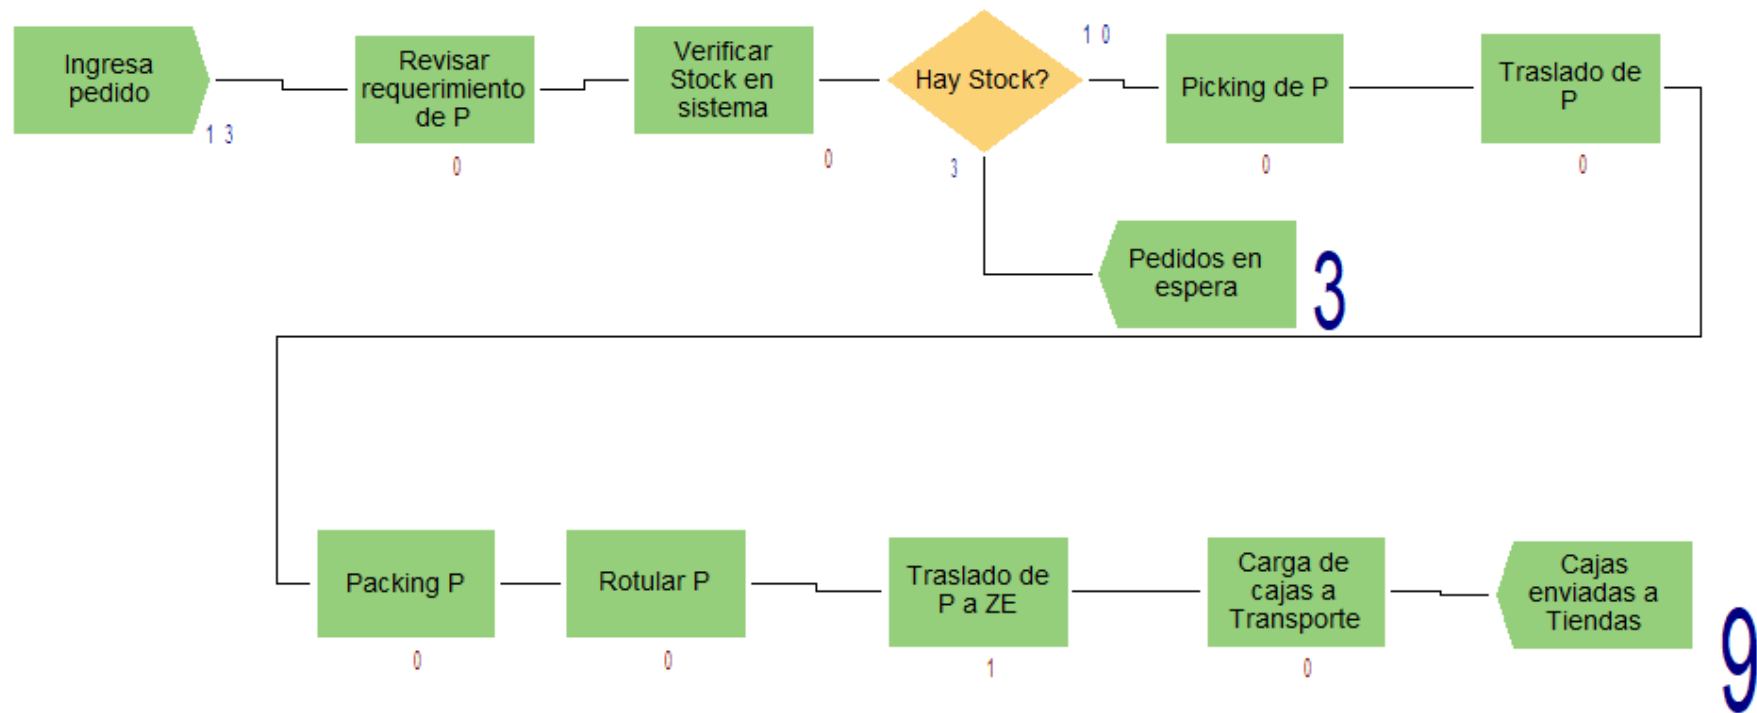 Ingresa
pedido
1 3
Revisar
requerimiento
de P
0
Verificar
Stock en
sistema
0
Hay Stock?
1 0
3
Picking de P
0
Traslado de
P
0
Pedidos en
espera
3
Packing P
0
Rotular P
0
Traslado de
P a ZE
1
Carga de
cajas a
Transporte
0
Cajas
enviadas a
Tiendas
9